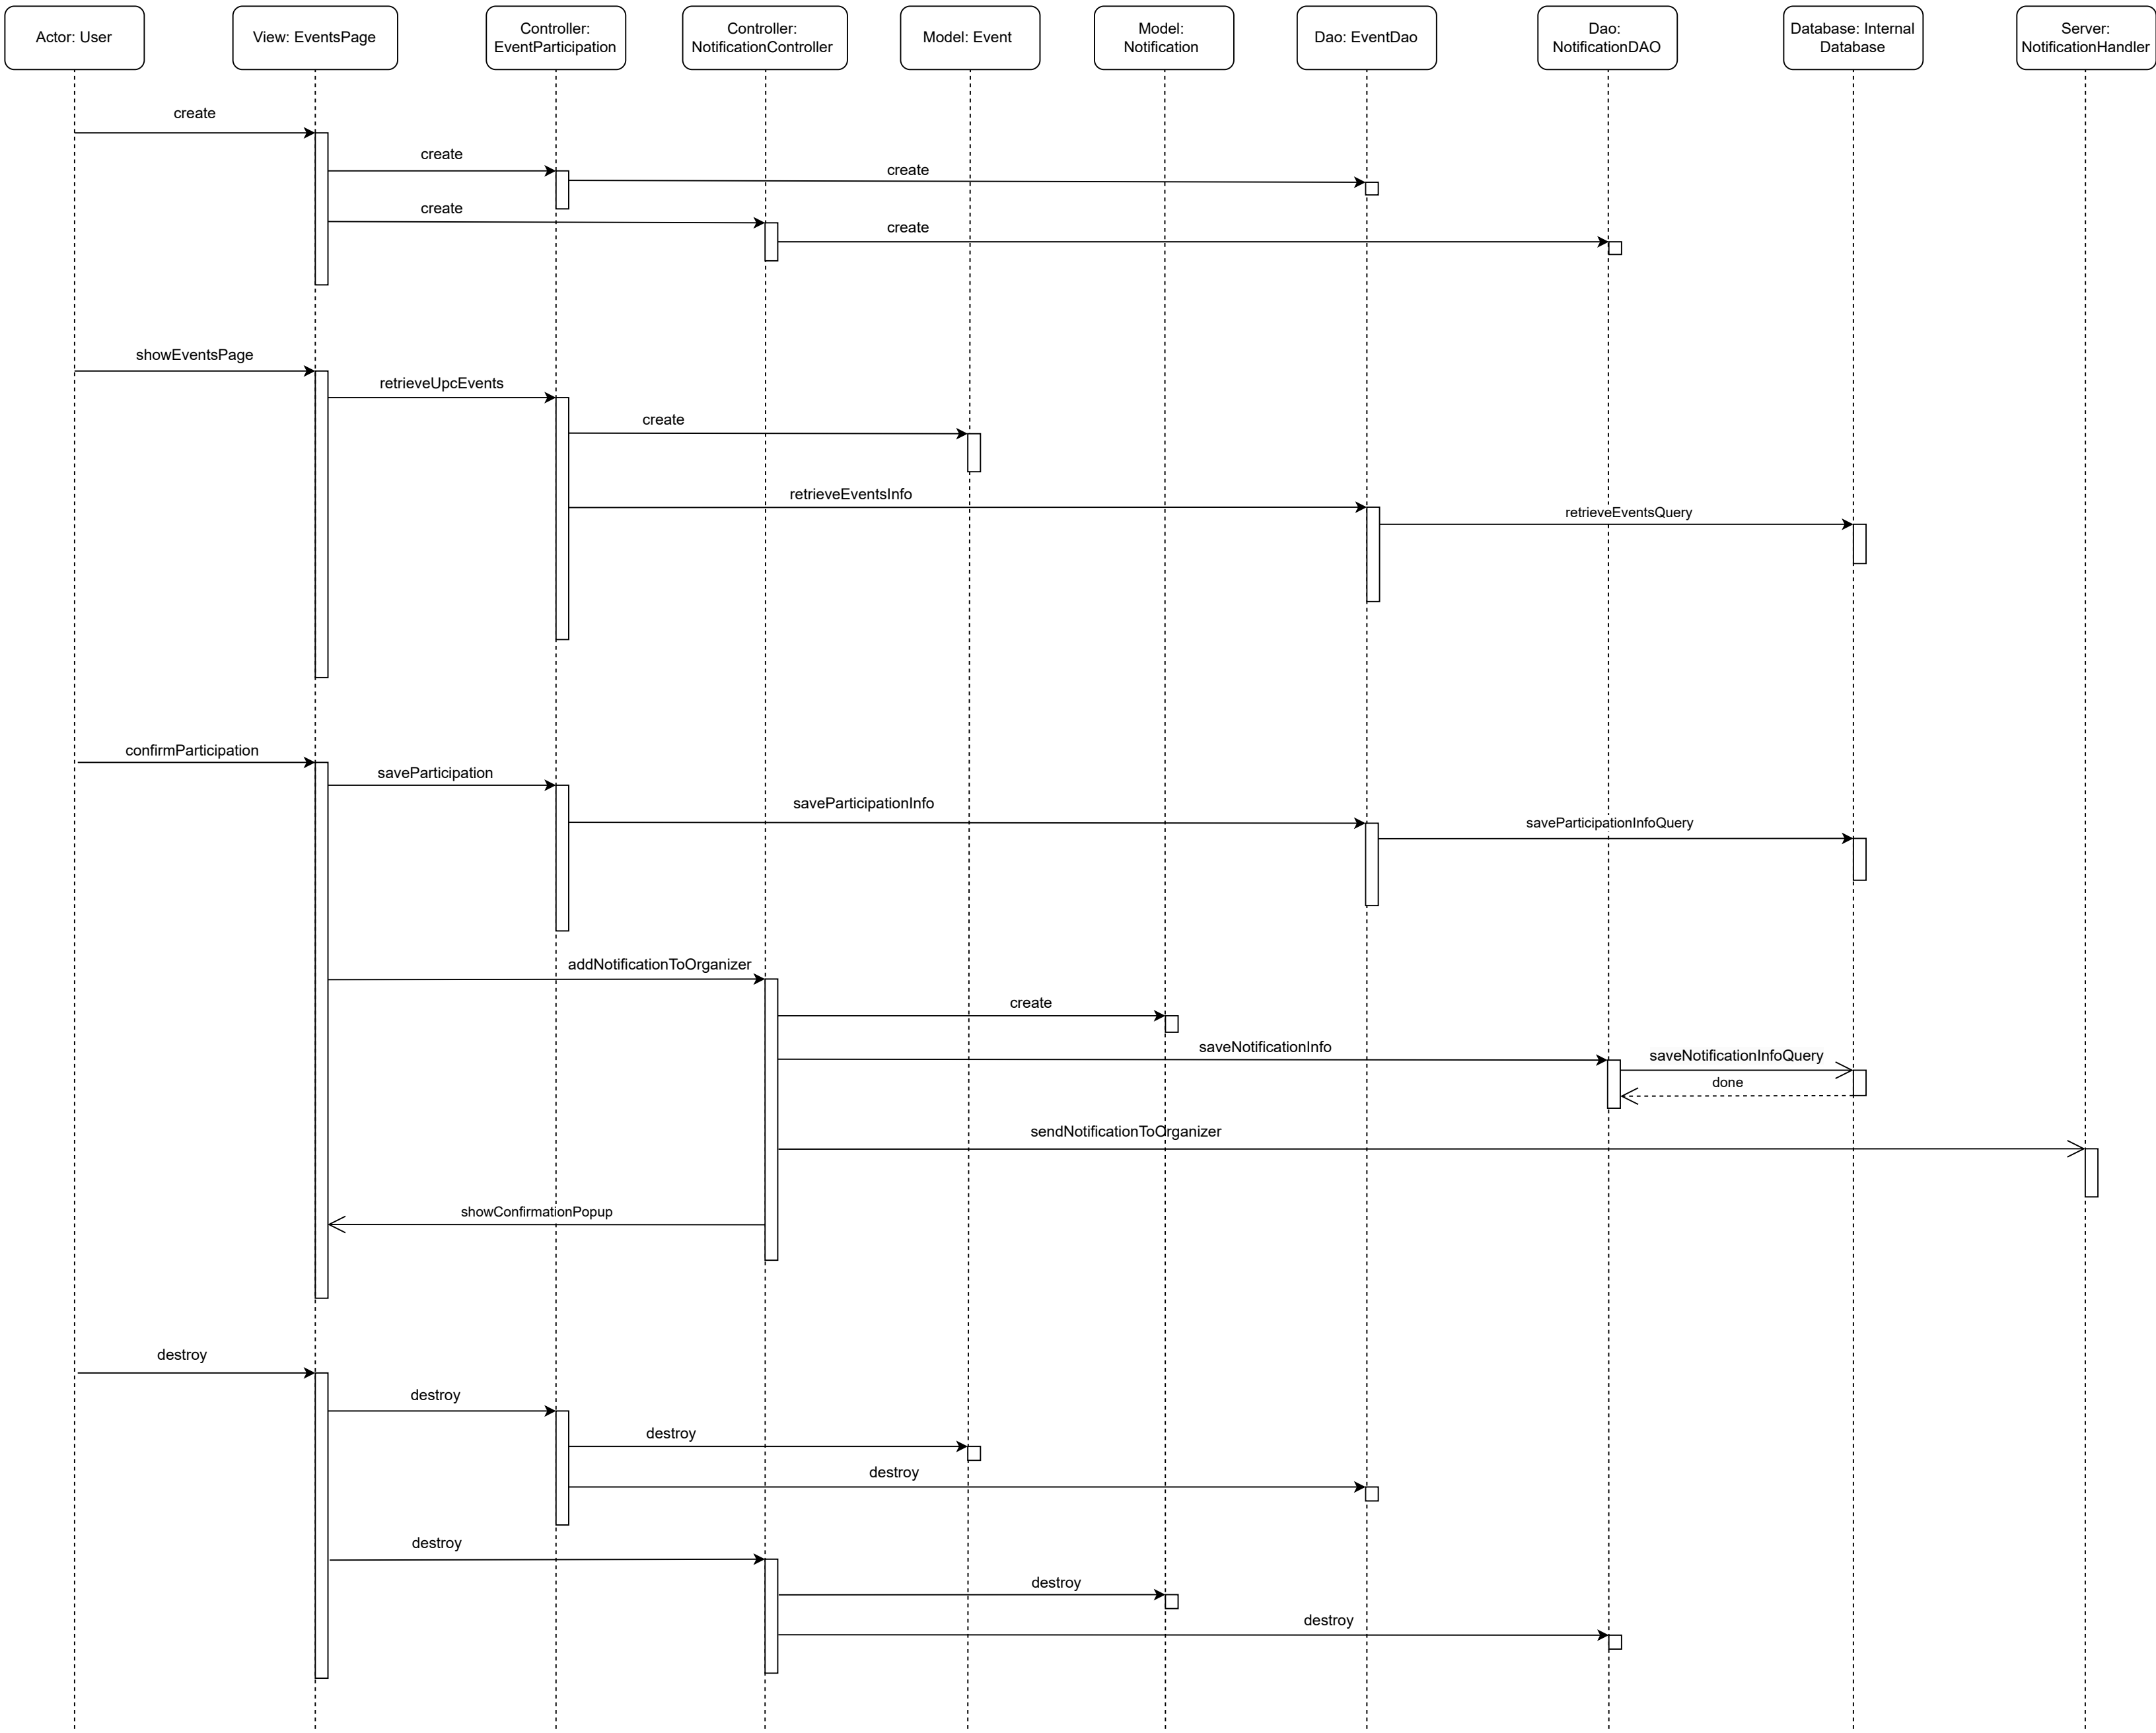 Actor: User
View: EventsPage
Controller:
EventParticipation
Controller:
NotificationController
Model: Event
Model:
Notification
Dao: EventDao
Dao:
NotificationDAO
Database: Internal
Database
Server:
NotificationHandler
create
create
create
create
create
showEventsPage
retrieveUpcEvents
create
retrieveEventsInfo
retrieveEventsQuery
confirmParticipation
saveParticipation
saveParticipationInfo
saveParticipationInfoQuery
addNotificationToOrganizer
create
saveNotificationInfo
saveNotificationInfoQuery
done
sendNotificationToOrganizer
showConfirmationPopup
destroy
destroy
destroy
destroy
destroy
destroy
destroy